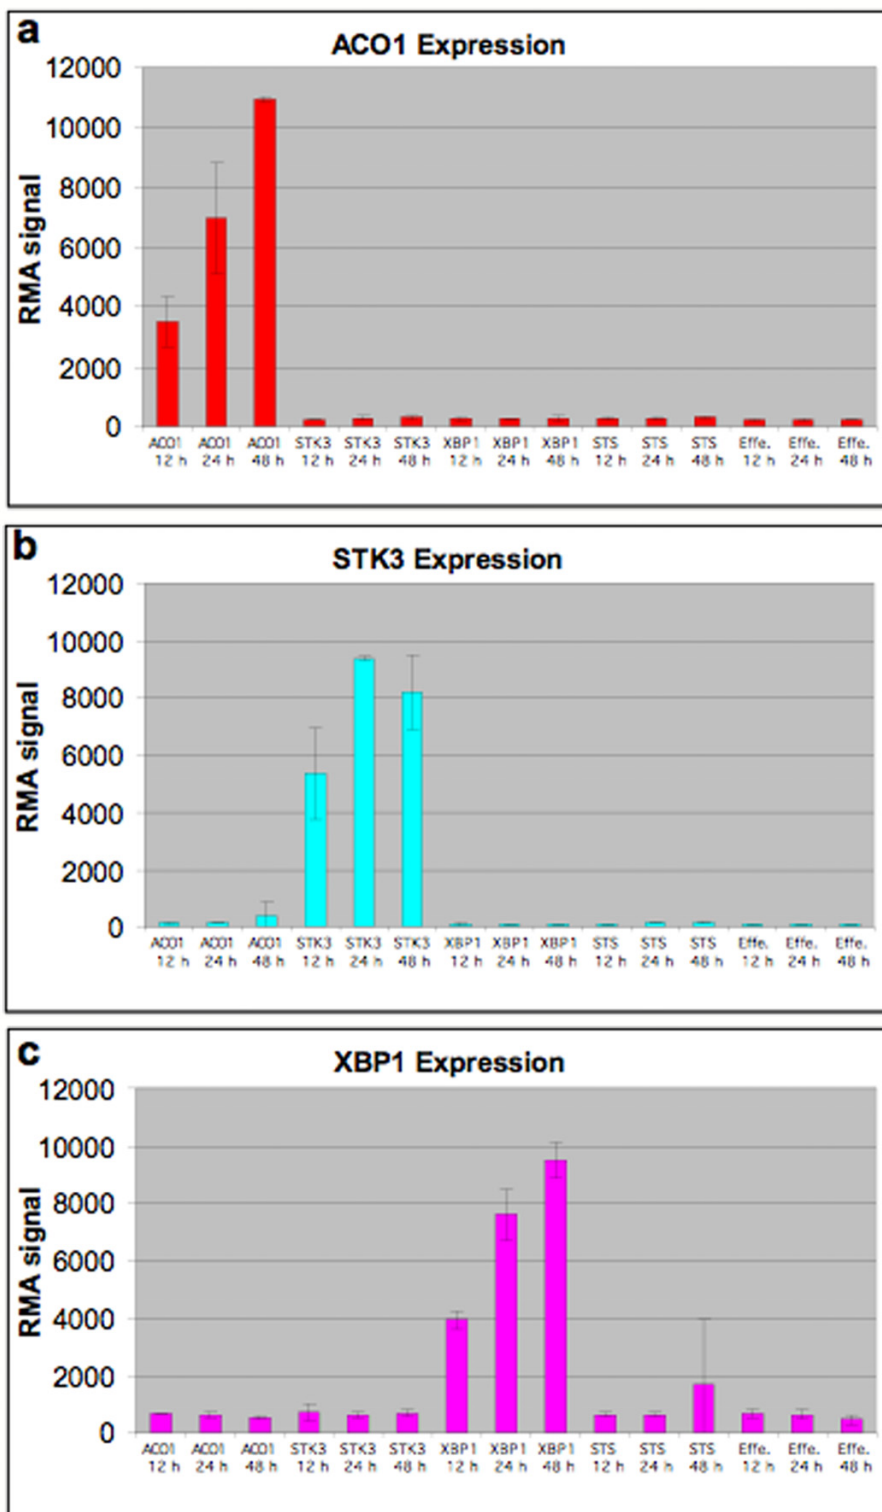 a
ACO1 Expression
RMA signal
12000
10000
8000
6000
4000
2000
0
ACO1 ACO1 ACO1 STK3 STK3 STK3 XBP1 XBP1 XBP1 STS STS STS Effe. Effe. Effe.
12 h 24 h 48 h 12 h 24 h 48 h 12 h 24 h 48 h 12 h 24 h 48 h 12 h 24 h 48 h
b
STK3 Expression
RMA signal
12000
10000
8000
6000
4000
2000
0
ACO1 ACO1 ACO1 STK3 STK3 STK3 XBP1 XBP1 XBP1 STS STS STS Effe. Effe. Effe.
12 h 24 h 48 h 12 h 24 h 48 h 12 h 24 h 48 h 12 h 24 h 48 h 12 h 24 h 48 h
c
XBP1 Expression
RMA signal
12000
10000
8000
6000
4000
2000
0
ACO1 ACO1 ACO1 STK3 STK3 STK3 XBP1 XBP1 XBP1 STS STS STS Effe. Effe. Effe.
12 h 24 h 48 h 12 h 24 h 48 h 12 h 24 h 48 h 12 h 24 h 48 h 12 h 24 h 48 h